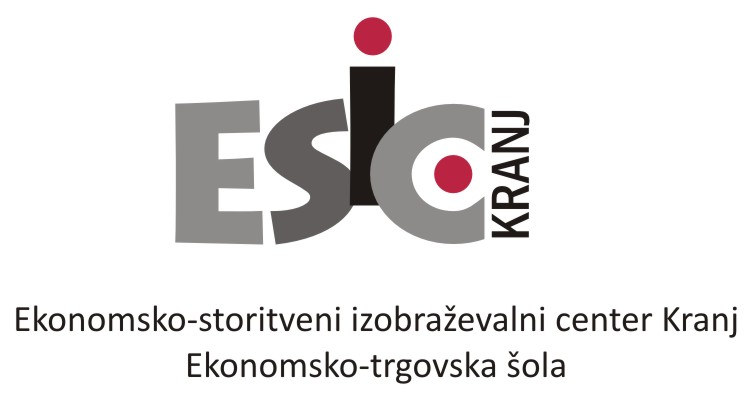 ESiC KRANJ
Ekonomsko-storitveni izobraževalni center Kranj
Ekonomsko-trgovska šola